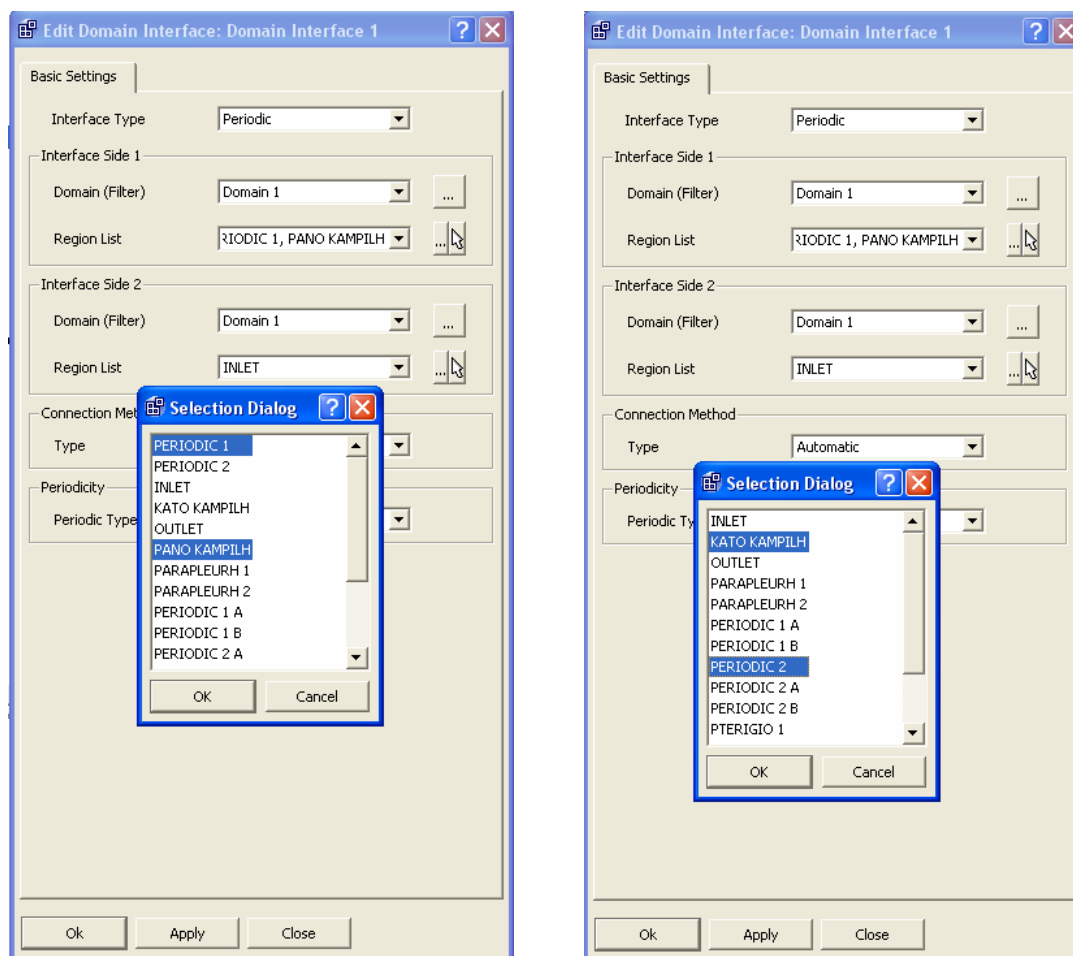 Edit Domain Interface: Domain Interface 1
Basic Settings
Interface Type Periodic
Interface Side 1
Domain (Filter) Domain 1 ...
Region List RIODIC 1, PANO KAMPILH ...
Interface Side 2
Domain (Filter) Domain 1 ...
Region List INLET ...
Connection Met
Type
Periodicity
Periodic Type
Selection Dialog
PERIODIC 1
PERIODIC 2
INLET
KATO KAMPILH
OUTLET
PANO KAMPILH
PARAPLEURH 1
PARAPLEURH 2
PERIODIC 1 A
PERIODIC 1 B
PERIODIC 2 A
OK Cancel
Ok Apply Close
Edit Domain Interface: Domain Interface 1
Basic Settings
Interface Type Periodic
Interface Side 1
Domain (Filter) Domain 1 ...
Region List RIODIC 1, PANO KAMPILH ...
Interface Side 2
Domain (Filter) Domain 1 ...
Region List INLET ...
Connection Method
Type Automatic
Periodicity
Periodic Ty
Selection Dialog
INLET
KATO KAMPILH
OUTLET
PARAPLEURH 1
PARAPLEURH 2
PERIODIC 1 A
PERIODIC 1 B
PERIODIC 2
PERIODIC 2 A
PERIODIC 2 B
PTERIGIO 1
OK Cancel
Ok Apply Close